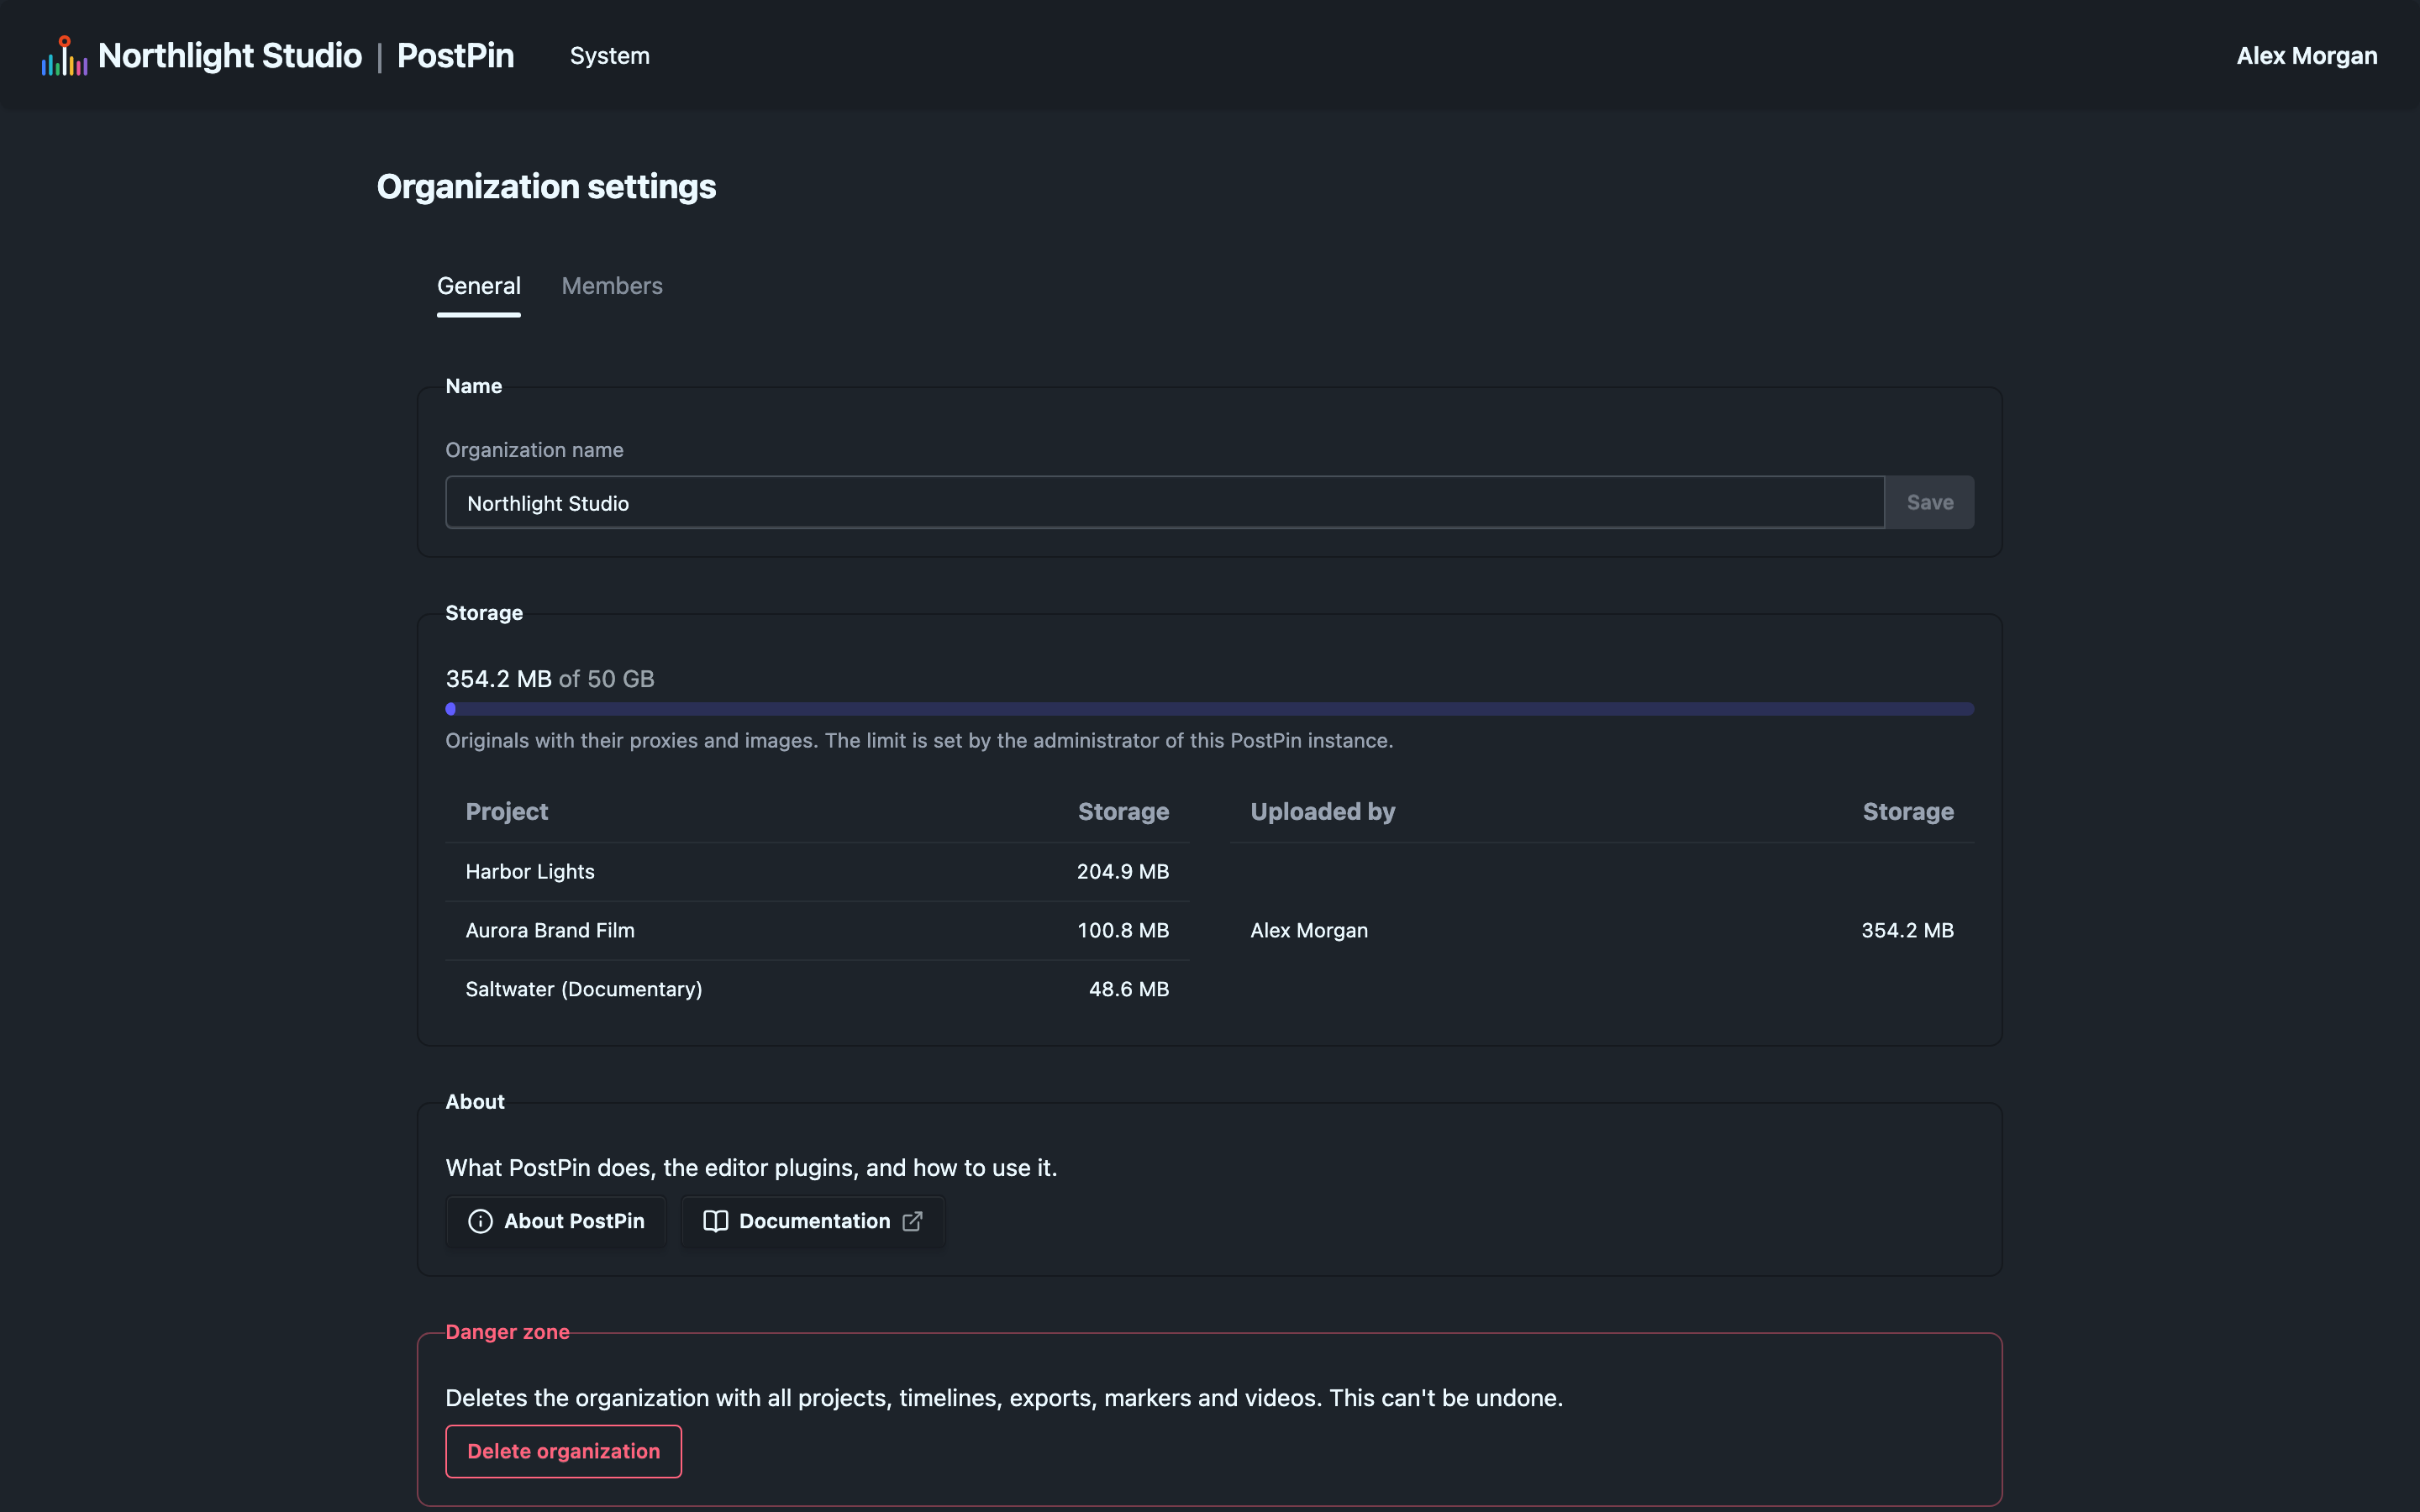 Northlight Studio | PostPin System Alex Morgan
Organization settings
General Members
Name
Organization name
Northlight Studio Save
Storage
354.2 MB of 50 GB
Originals with their proxies and images. The limit is set by the administrator of this PostPin instance.
Project Storage Uploaded by Storage
Harbor Lights 204.9 MB
Aurora Brand Film 100.8 MB Alex Morgan 354.2 MB
Saltwater (Documentary) 48.6 MB
About
What PostPin does, the editor plugins, and how to use it.
About PostPin Documentation
Danger zone
Deletes the organization with all projects, timelines, exports, markers and videos. This can't be undone.
Delete organization